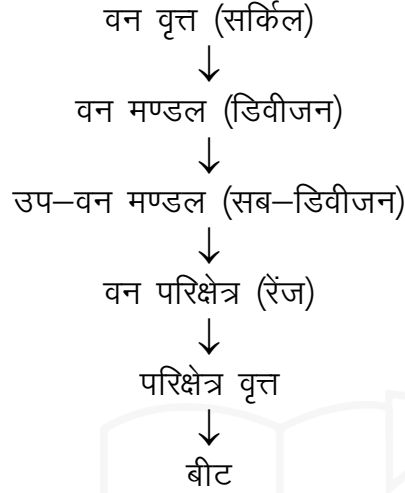 वन वृत्त (सर्किल)
वन मण्डल (डिवीजन)
उप–वन मण्डल (सब–डिवीजन)
वन परिक्षेत्र (रेंज)
परिक्षेत्र वृत्त
बीट